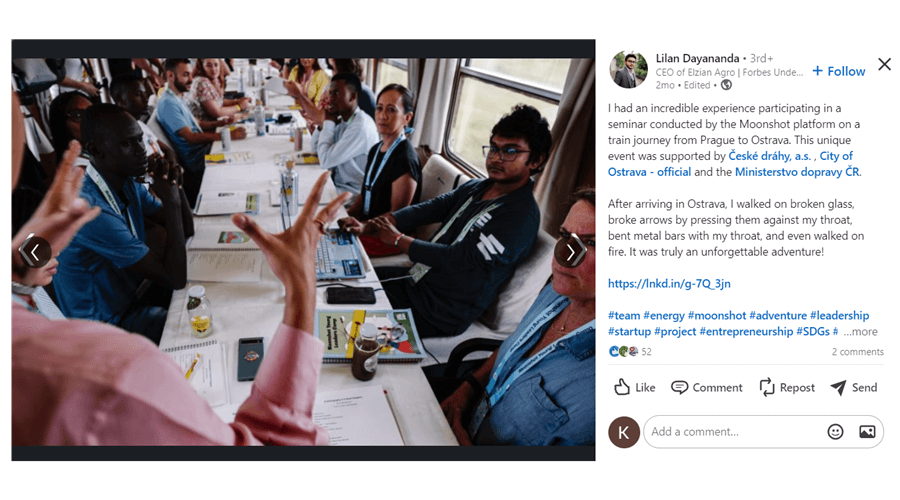 Lilan Dayananda • 3rd+
CEO of Elzian Agro | Forbes Unde...
2mo • Edited •
+ Follow
I had an incredible experience participating in a
seminar conducted by the Moonshot platform on a
train journey from Prague to Ostrava. This unique
event was supported by České dráhy, a.s. , City of
Ostrava - official and the Ministerstvo dopravy ČR.
After arriving in Ostrava, I walked on broken glass,
broke arrows by pressing them against my throat,
bent metal bars with my throat, and even walked on
fire. It was truly an unforgettable adventure!
https://lnkd.in/g-7Q_3jn
#team #energy #moonshot #adventure #leadership
#startup #project #entrepreneurship #SDGs # ...more
52
2 comments
Like
Comment
Repost
Send
K
Add a comment...